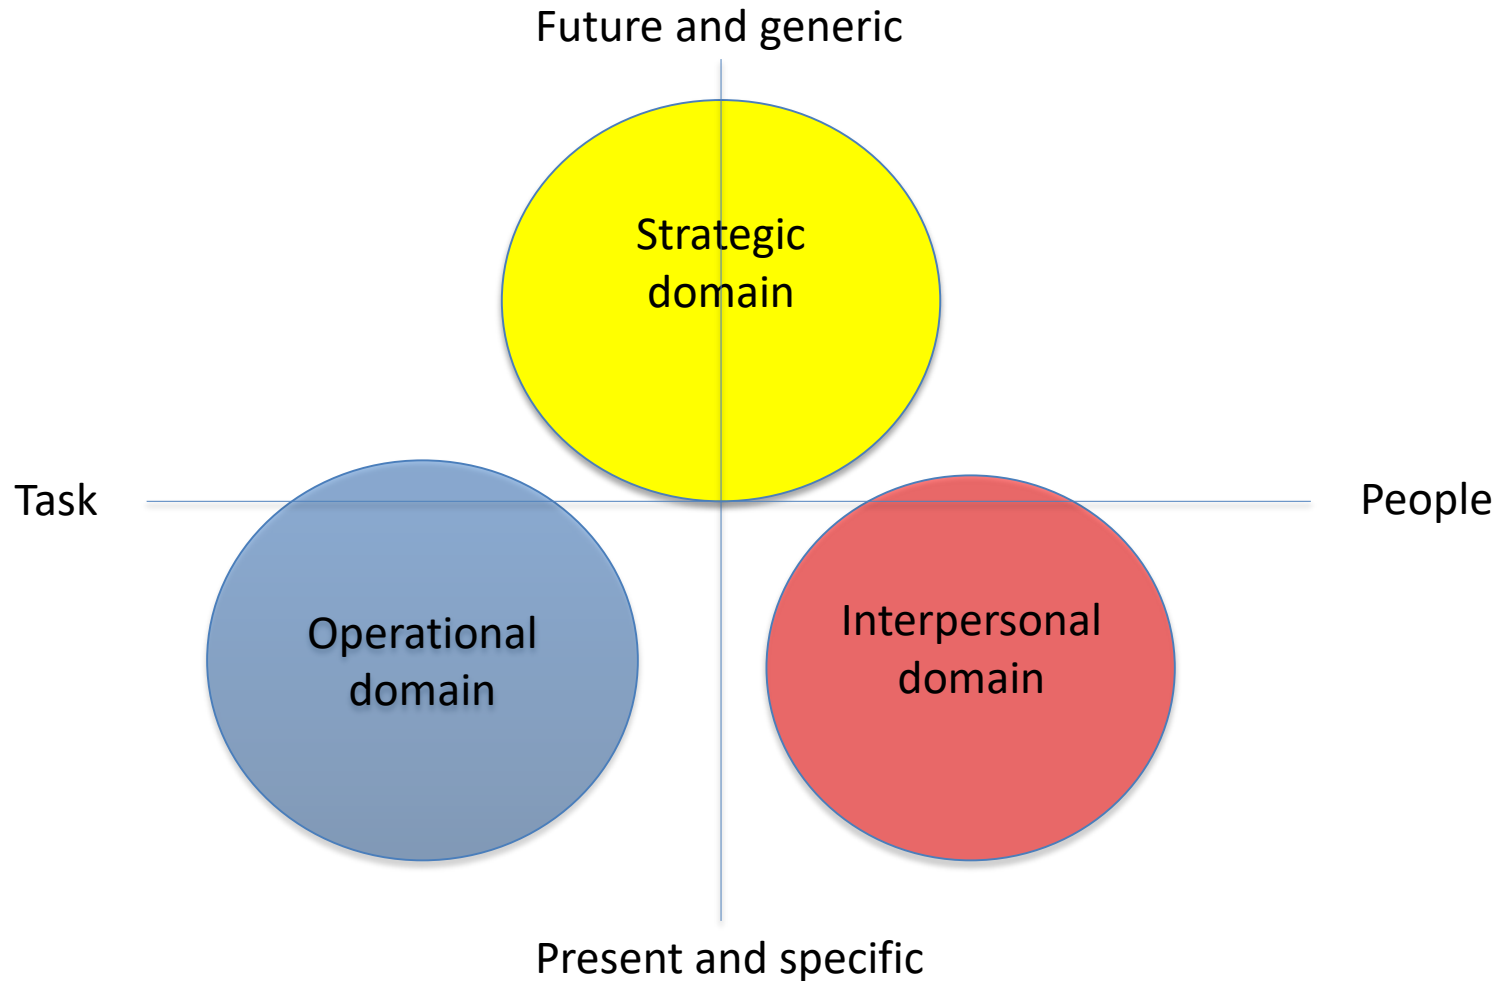 Future and generic
Strategic
domain
Task
People
Operational
domain
Interpersonal
domain
Present and specific